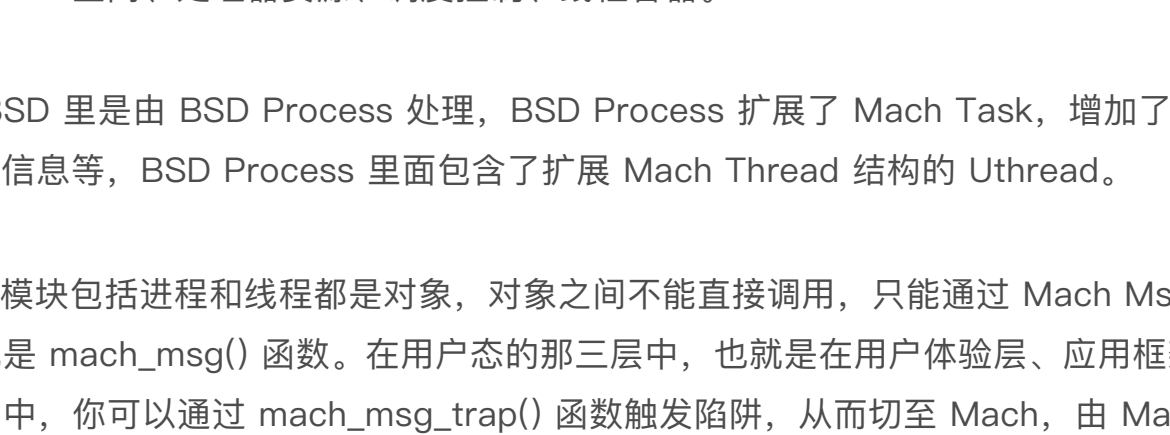 BSD 里是由 BSD Process 处理，BSD Process 扩展了 Mach Task，增加了
信息等，BSD Process 里面包含了扩展 Mach Thread 结构的 Uthread。
模块包括进程和线程都是对象，对象之间不能直接调用，只能通过 Mach Ms
是 mach_msg() 函数。在用户态的那三层中，也就是在用户体验层、应用框
中，你可以通过 mach_msg_trap() 函数触发陷阱，从而切至 Mach，由 Ma